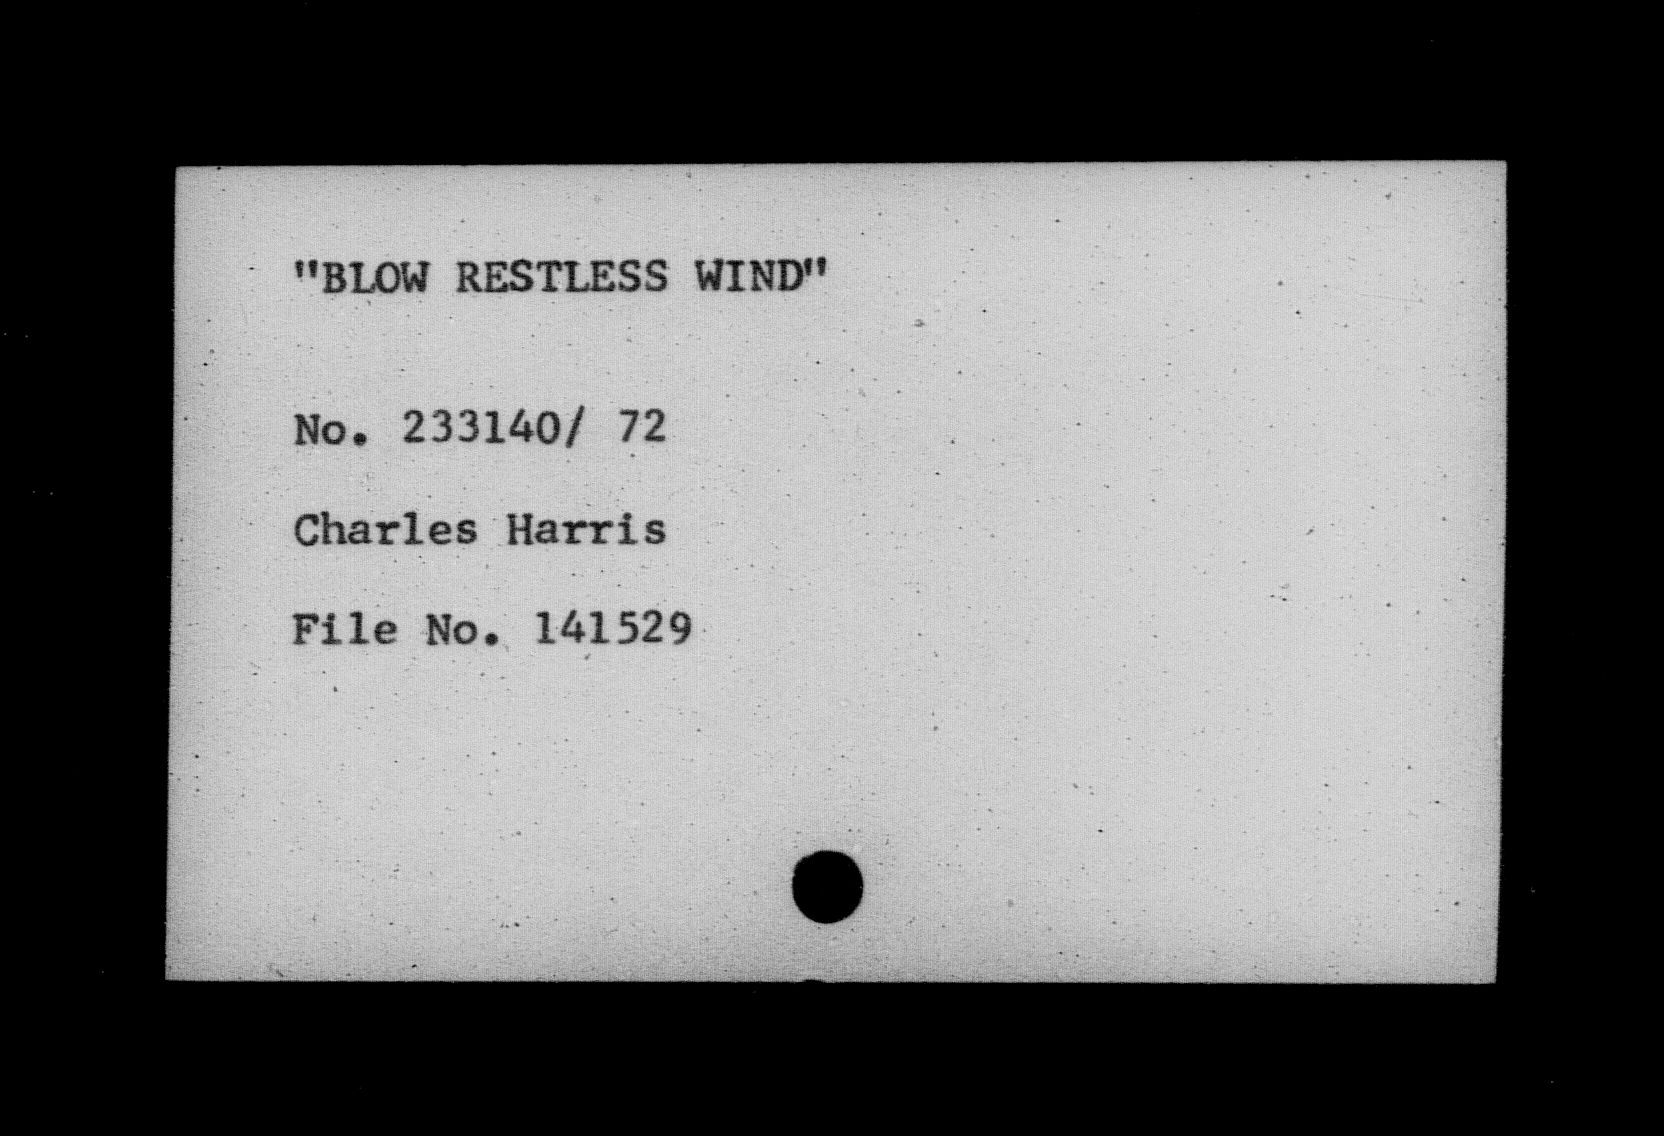 "BLOW RESTLESS WIND"
No. 233140/ 72
Charles Harris
File No. 141529